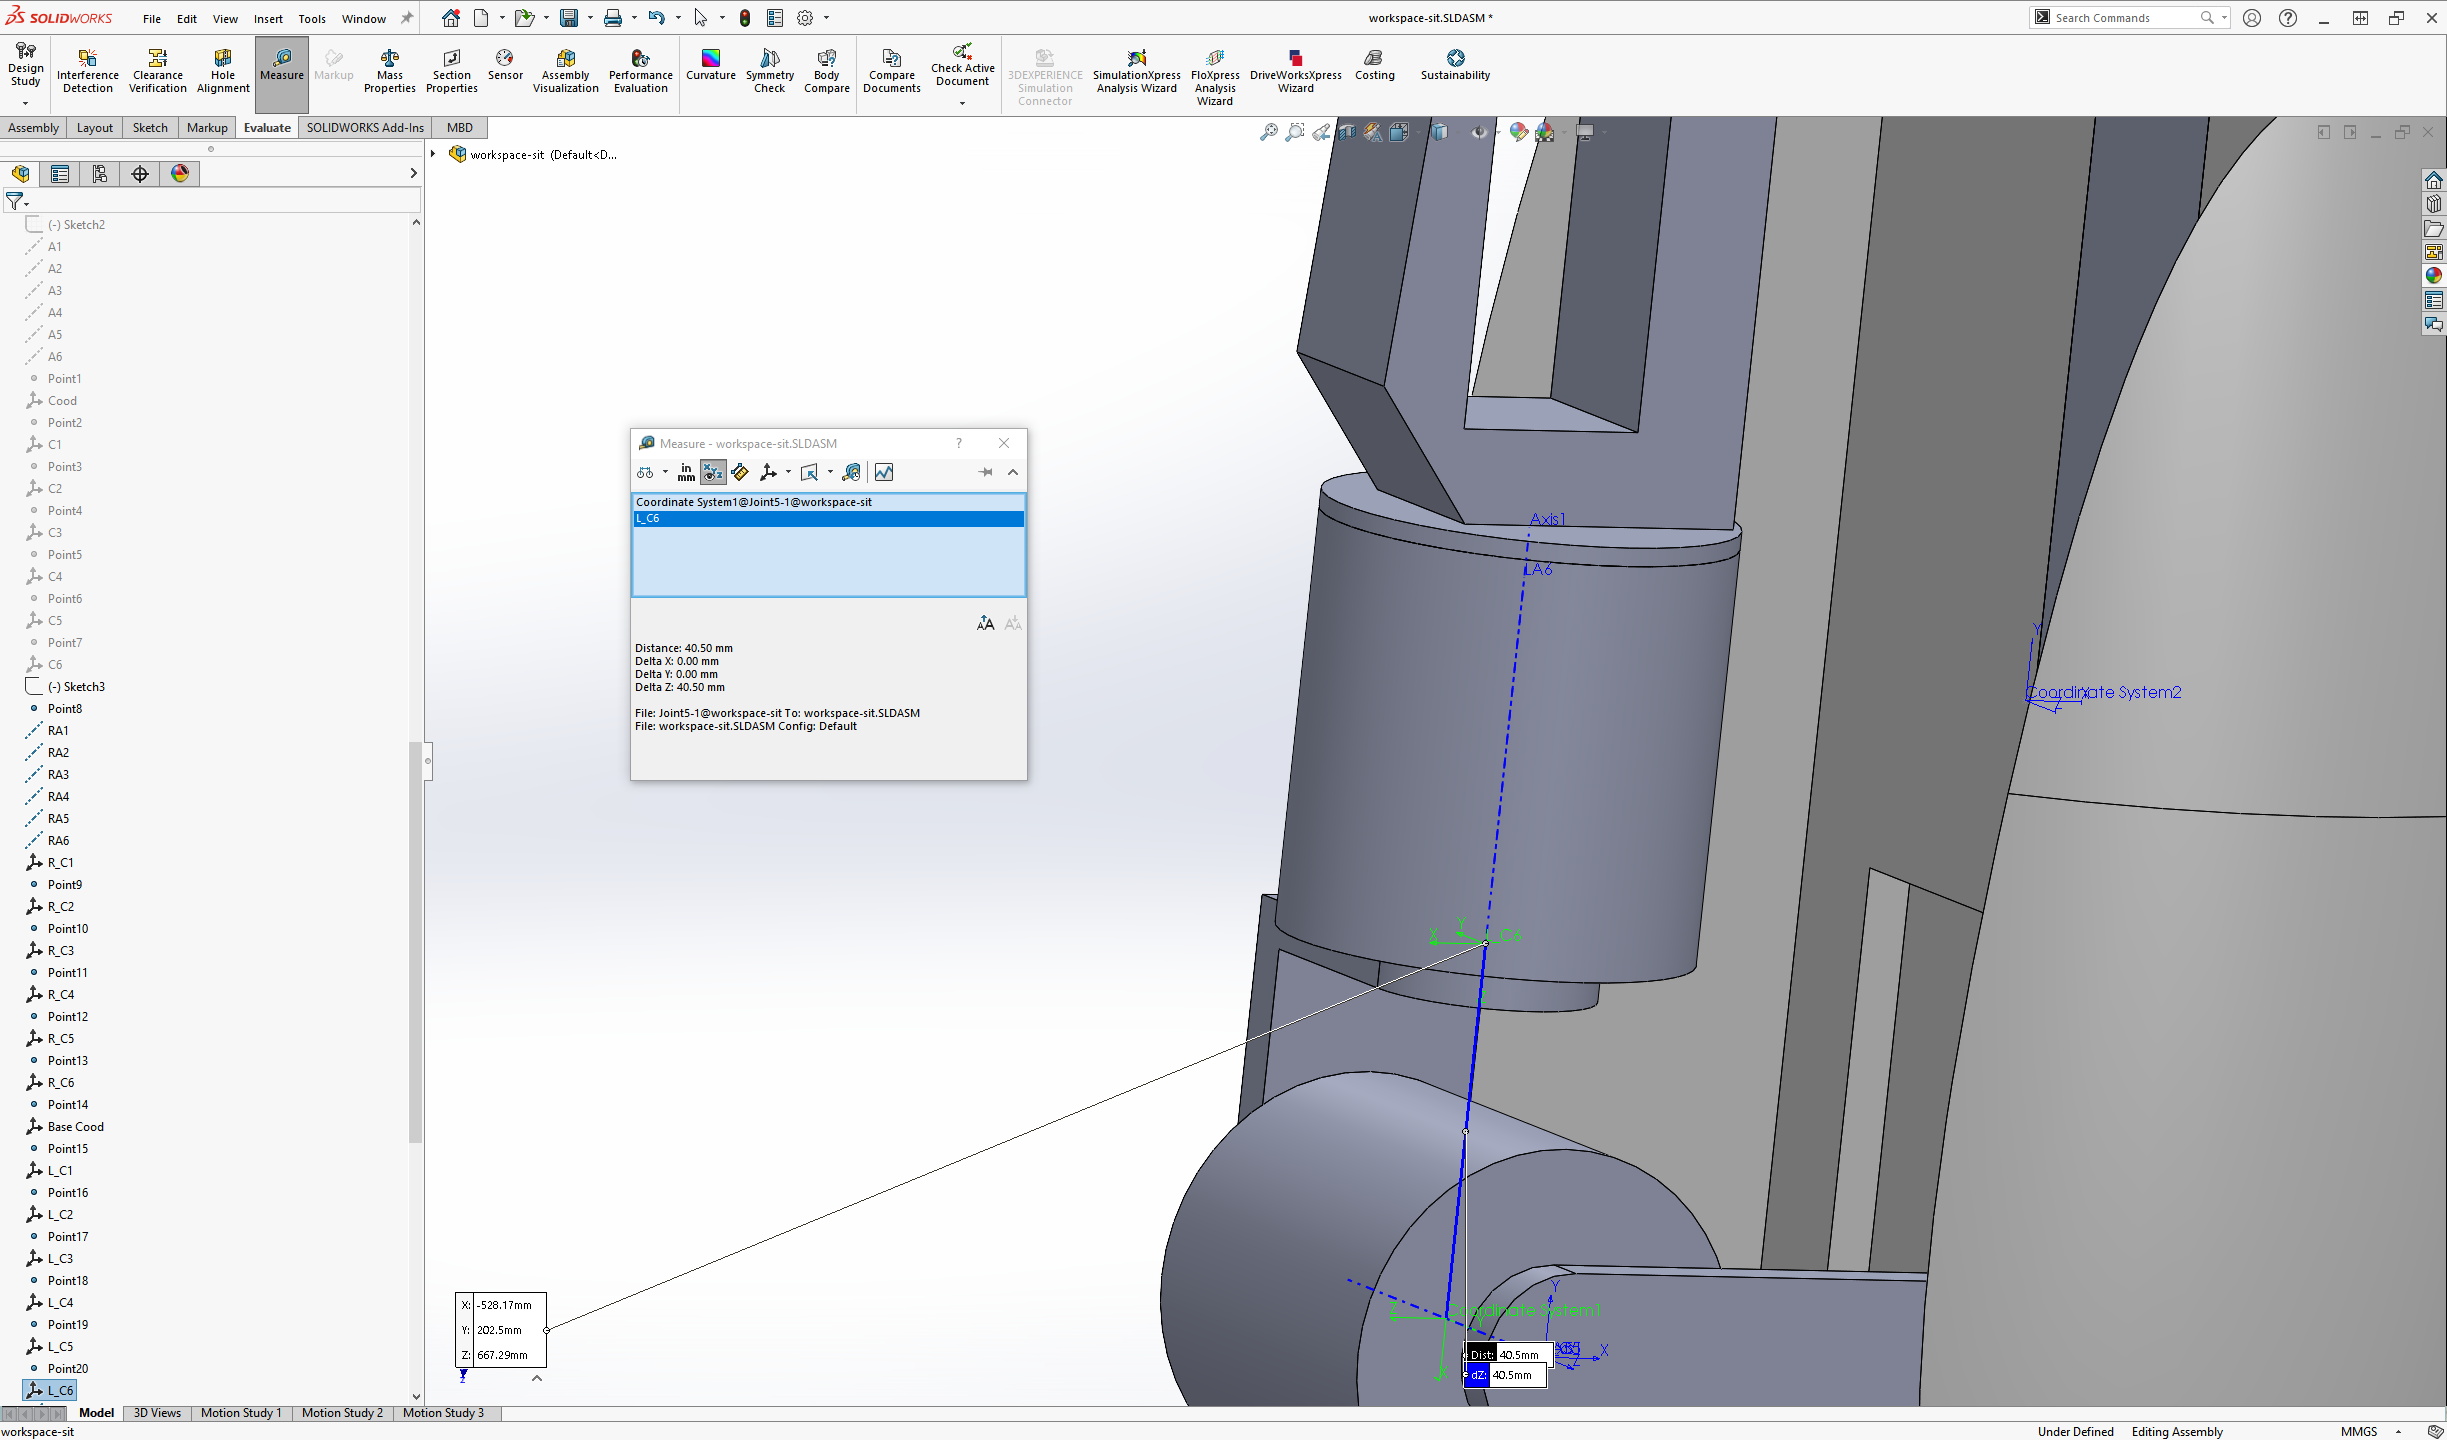 SOLIDWORKS
File Edit View Insert Tools Window
workspace-sit.SLDASM *
Search Commands
Design Study
Interference Detection
Clearance Verification
Hole Alignment
Measure
Markup
Mass Properties
Section Properties
Sensor
Assembly Visualization
Performance Evaluation
Curvature
Symmetry Check
Body Compare
Compare Documents
Check Active Document
3DEXPERIENCE Simulation Connector
SimulationXpress Analysis Wizard
FloXpress Analysis Wizard
DriveWorksXpress Wizard
Costing
Sustainability
Assembly Layout Sketch Markup Evaluate SOLIDWORKS Add-Ins MBD
workspace-sit (Default<D...
(-) Sketch2
A1
A2
A3
A4
A5
A6
Point1
Cood
Point2
C1
Point3
C2
Point4
C3
Point5
C4
Point6
C5
Point7
C6
(-) Sketch3
Point8
RA1
RA2
RA3
RA4
RA5
RA6
R_C1
Point9
R_C2
Point10
R_C3
Point11
R_C4
Point12
R_C5
Point13
R_C6
Point14
Base Cood
Point15
L_C1
Point16
L_C2
Point17
L_C3
Point18
L_C4
Point19
L_C5
Point20
L_C6
Measure - workspace-sit.SLDASM
?
in
mm
Coordinate System1@Joint5-1@workspace-sit
L_C6
Distance: 40.50 mm
Delta X: 0.00 mm
Delta Y: 0.00 mm
Delta Z: 40.50 mm
File: Joint5-1@workspace-sit To: workspace-sit.SLDASM
File: workspace-sit.SLDASM Config: Default
Axis1
LA6
Y
Coordinate System2
X Y
Z
Coordinate System1
Y
X
Dist: 40.5mm
dZ: 40.5mm
X: -528.17mm
Y: 202.5mm
Z: 667.29mm
Z
Model 3D Views Motion Study 1 Motion Study 2 Motion Study 3
workspace-sit
Under Defined Editing Assembly MMGS